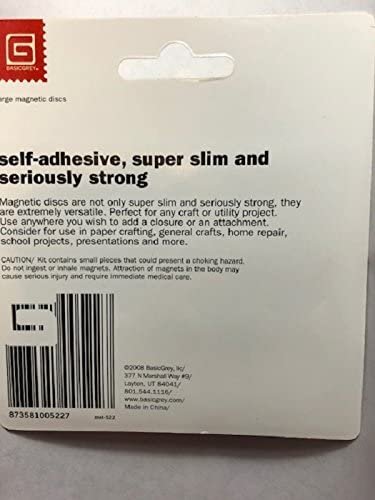 G
BASICGREY
large magnetic discs
self-adhesive, super slim and
seriously strong
Magnetic discs are not only super slim and seriously strong, they
are extremely versatile. Perfect for any craft or utility project.
Use anywhere you wish to add a closure or an attachment.
Consider for use in paper crafting, general crafts, home repair,
school projects, presentations and more.
CAUTION/ Kit contains small pieces that could present a choking hazard.
Do not ingest or inhale magnets. Attraction of magnets in the body may
cause serious injury and require immediate medical care.
©2008 BasicGrey, llc/
377 N Marshall Way #9/
Layton, UT 84041/
801.544.1116/
www.basicgrey.com/
Made in China/
873581005227
met-522